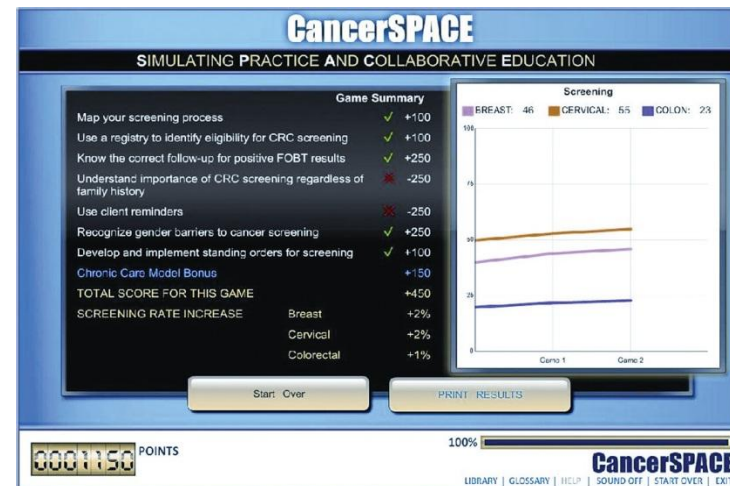 CancerSPACE
SIMULATING PRACTICE AND COLLABORATIVE EDUCATION
Game Summary
Map your screening process +100
Use a registry to identify eligibility for CRC screening +100
Know the correct follow-up for positive FOBT results +250
Understand importance of CRC screening regardless of
family history -250
Use client reminders -250
Recognize gender barriers to cancer screening +250
Develop and implement standing orders for screening +100
Chronic Care Model Bonus +150
TOTAL SCORE FOR THIS GAME +450
SCREENING RATE INCREASE Breast +2%
Cervical +2%
Colorectal +1%
Screening
BREAST: 46 CERVICAL: 55 COLON: 23
100
75
50
25
0
Game 1 Game 2
Start Over
PRINT RESULTS
0001150 POINTS
100%
CancerSPACE
LIBRARY | GLOSSARY | HELP | SOUND OFF | START OVER | EXIT